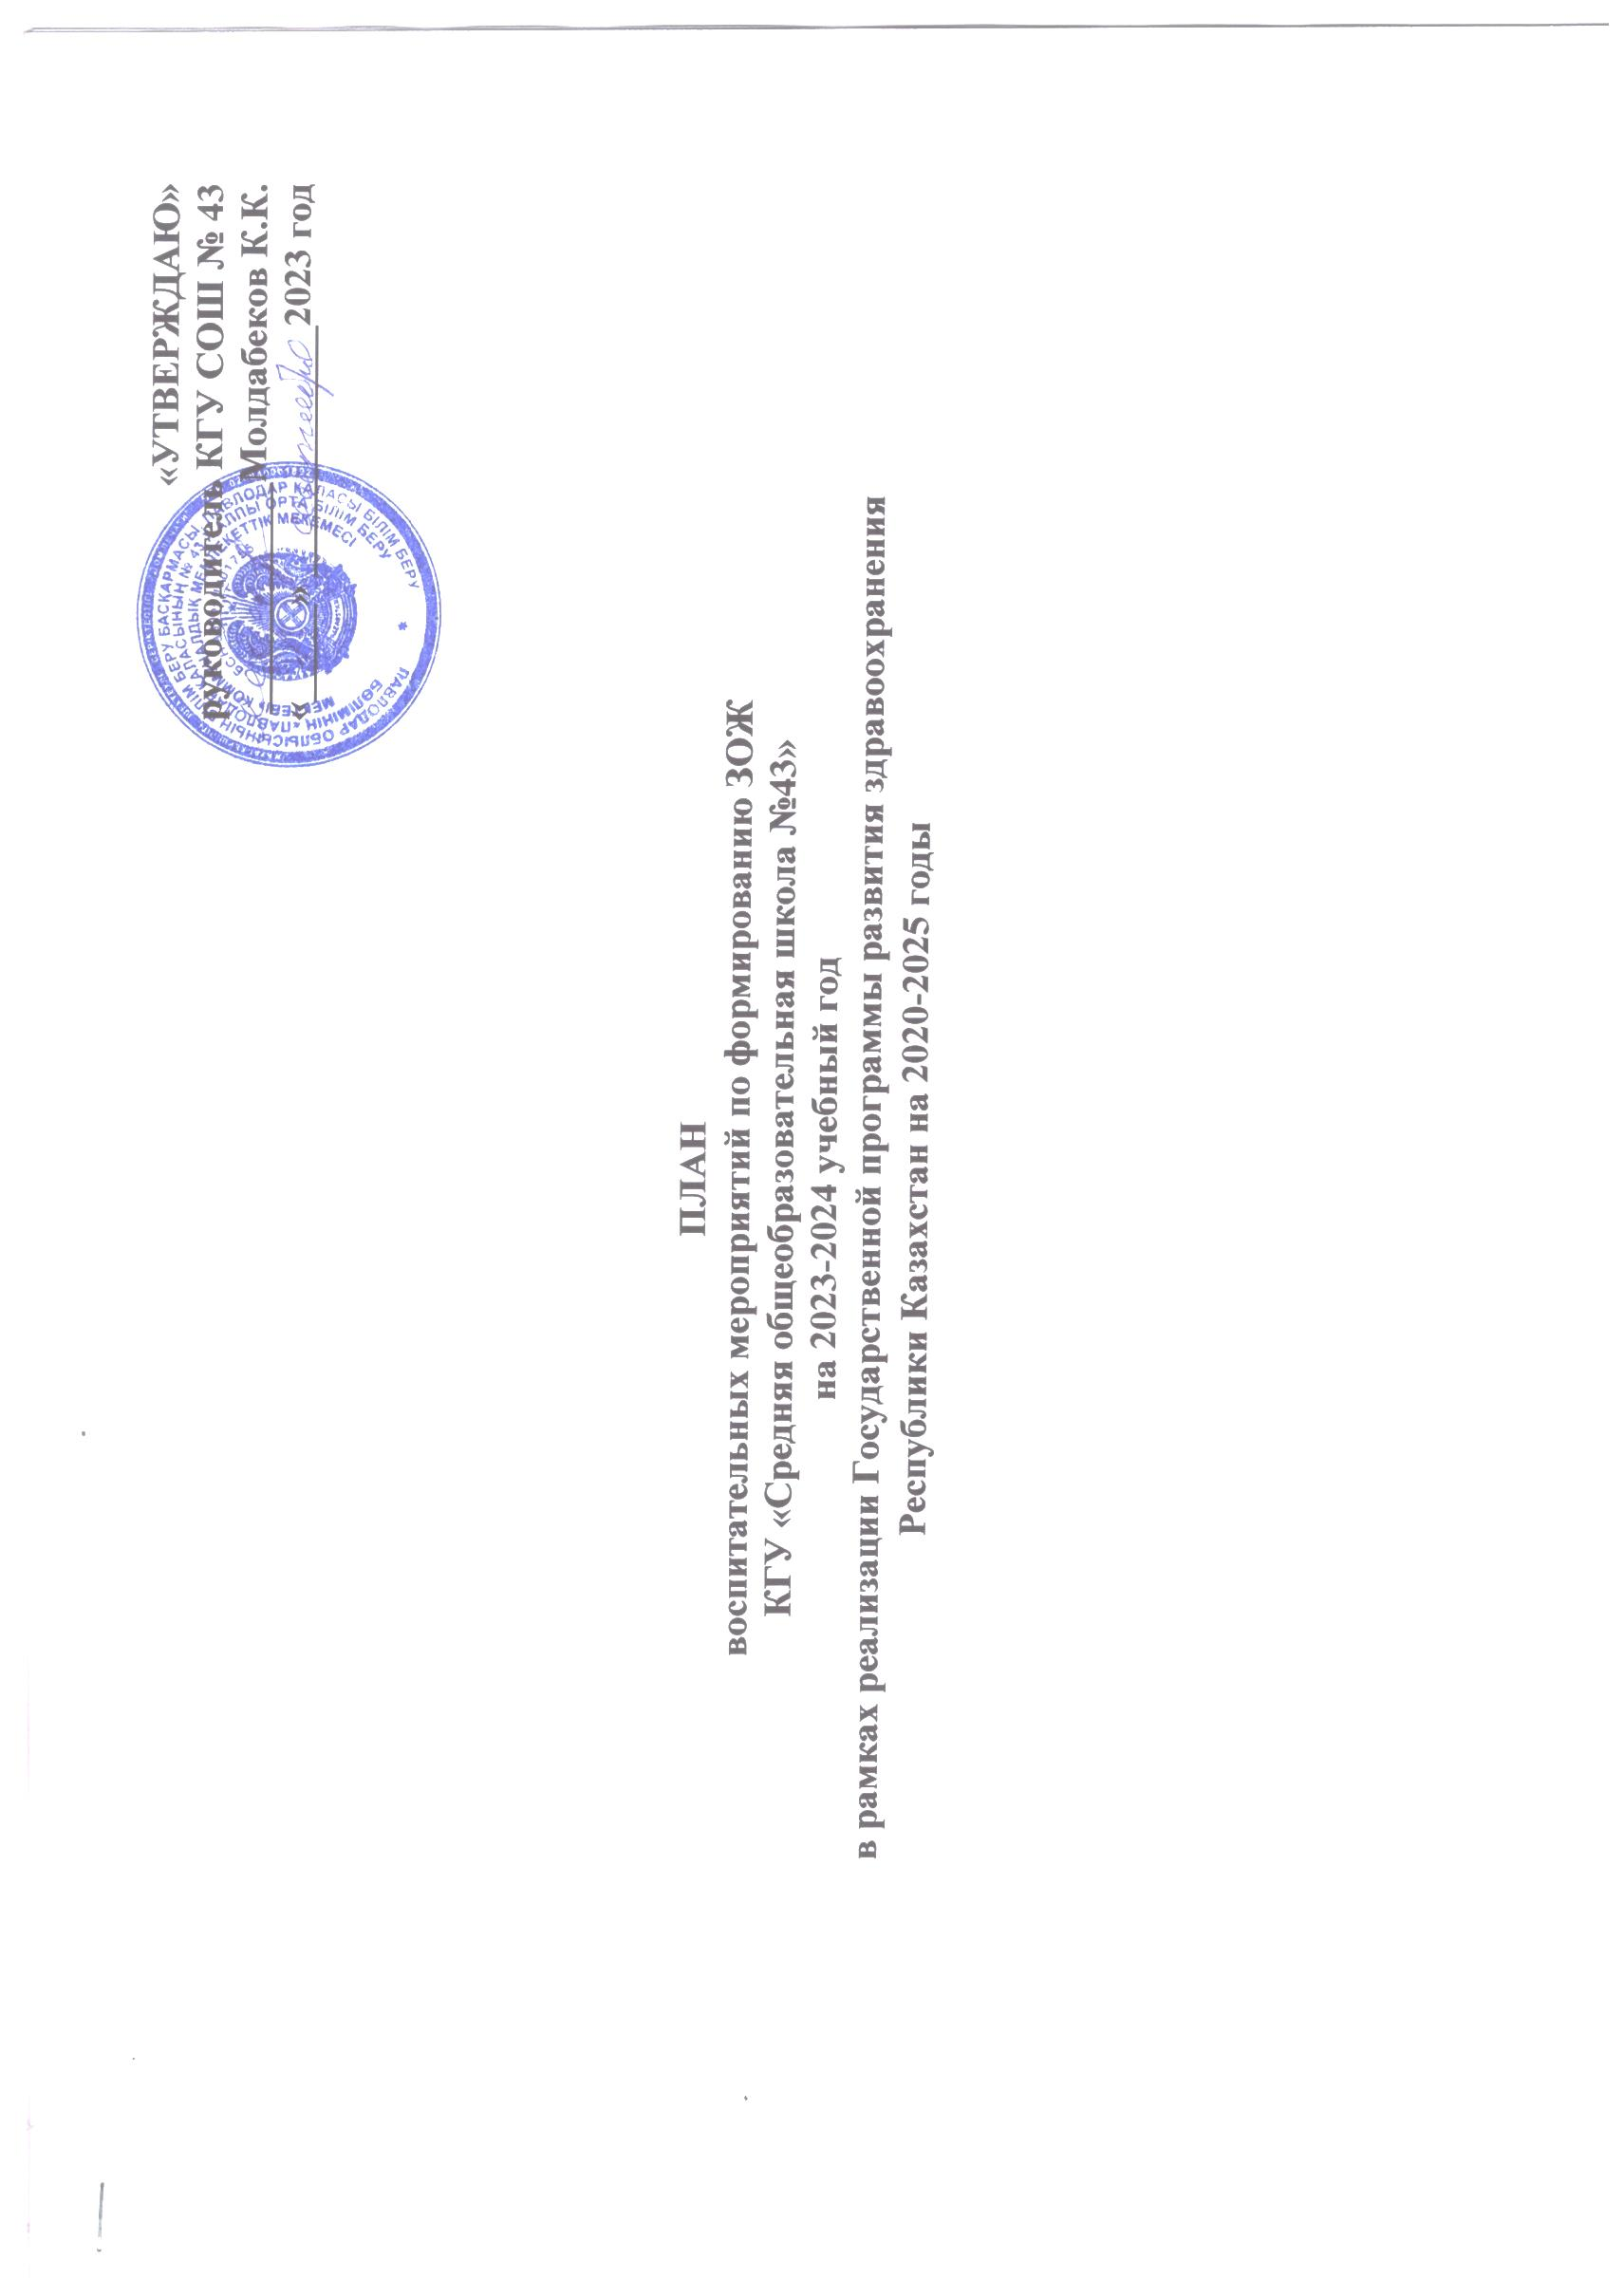 «УТВЕРЖДАЮ»
руководитель КГУ СОШ № 43
Молдабеков К.К.
« » 2023 год
ПЛАН
воспитательных мероприятий по формированию ЗОЖ
КГУ «Средняя общеобразовательная школа №43»
на 2023-2024 учебный год
в рамках реализации Государственной программы развития здравоохранения
Республики Казахстан на 2020-2025 годы